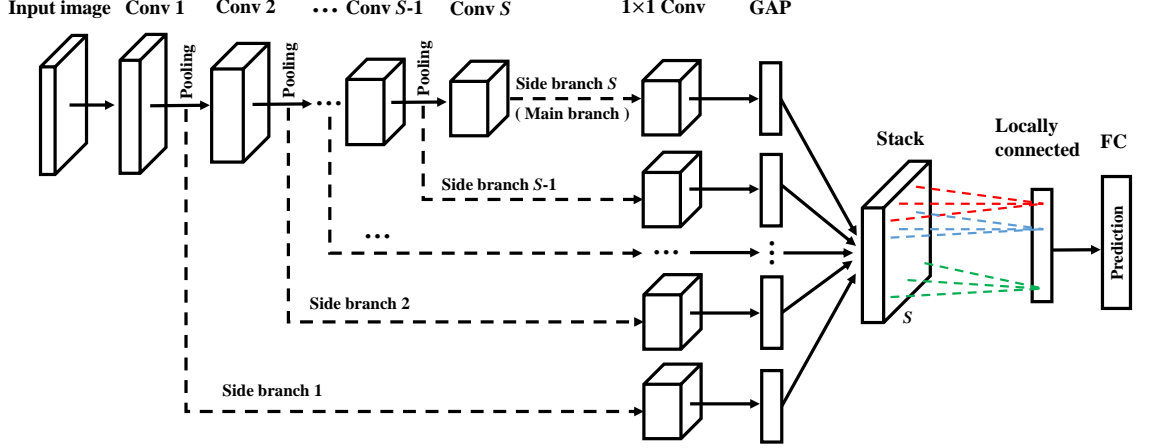 Input image Conv 1 Conv 2 ... Conv S-1 Conv S 1×1 Conv GAP
Pooling
Pooling
...
Pooling
Side branch S
( Main branch )
Side branch S-1
...
...
...
Side branch 2
Side branch 1
Stack
S
Locally
connected
FC
Prediction